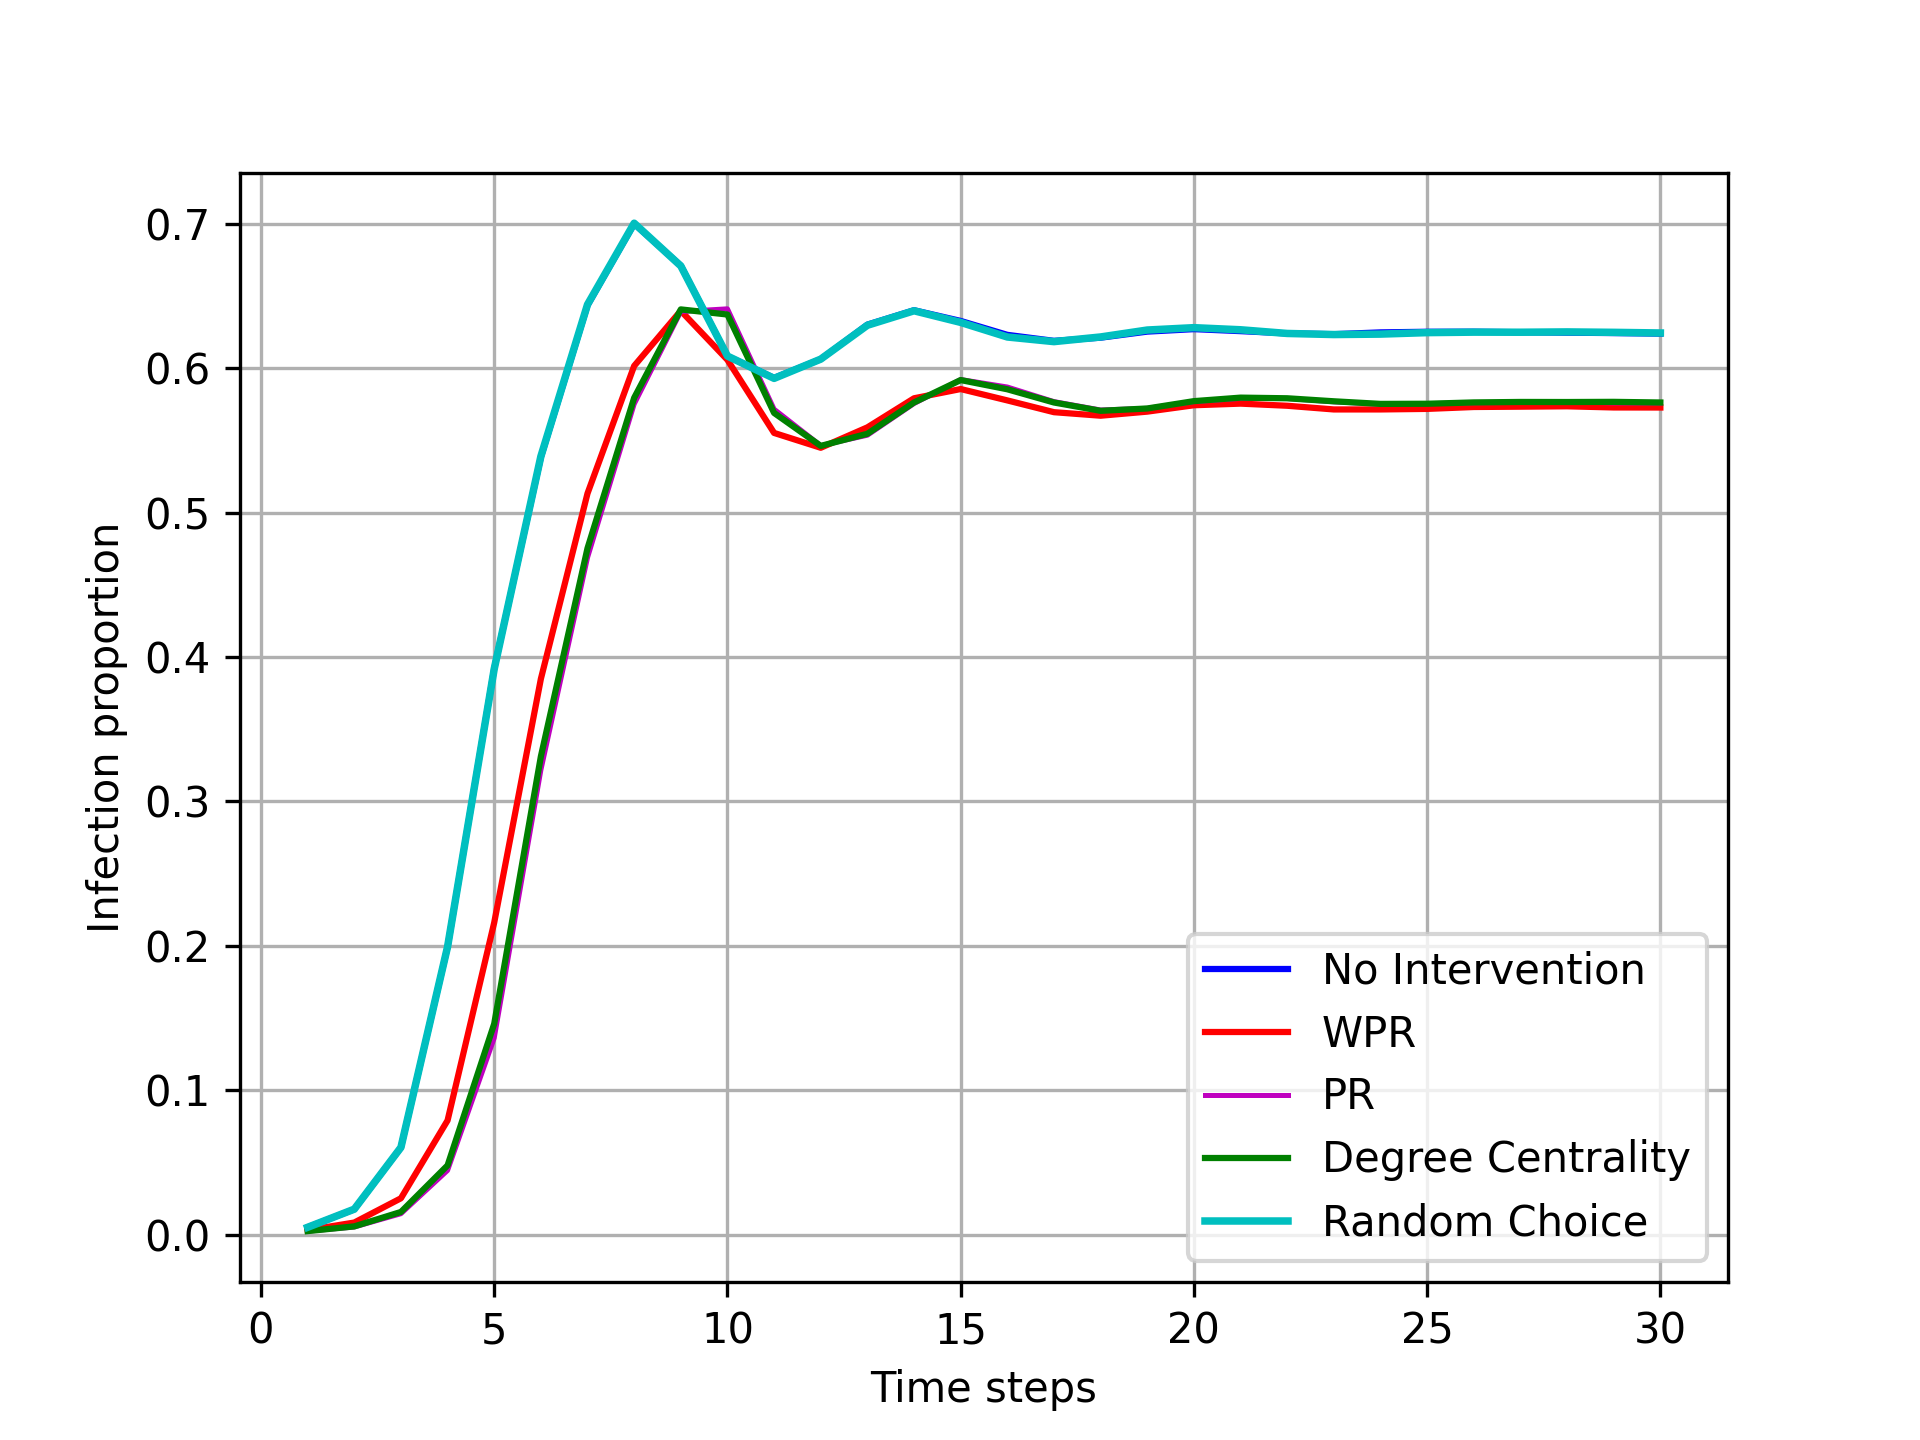 0.7
0.6
0.5
0.4
0.3
0.2
0.1
0.0
Infection proportion
No Intervention
WPR
PR
Degree Centrality
Random Choice
0 5 10 15 20 25 30
Time steps